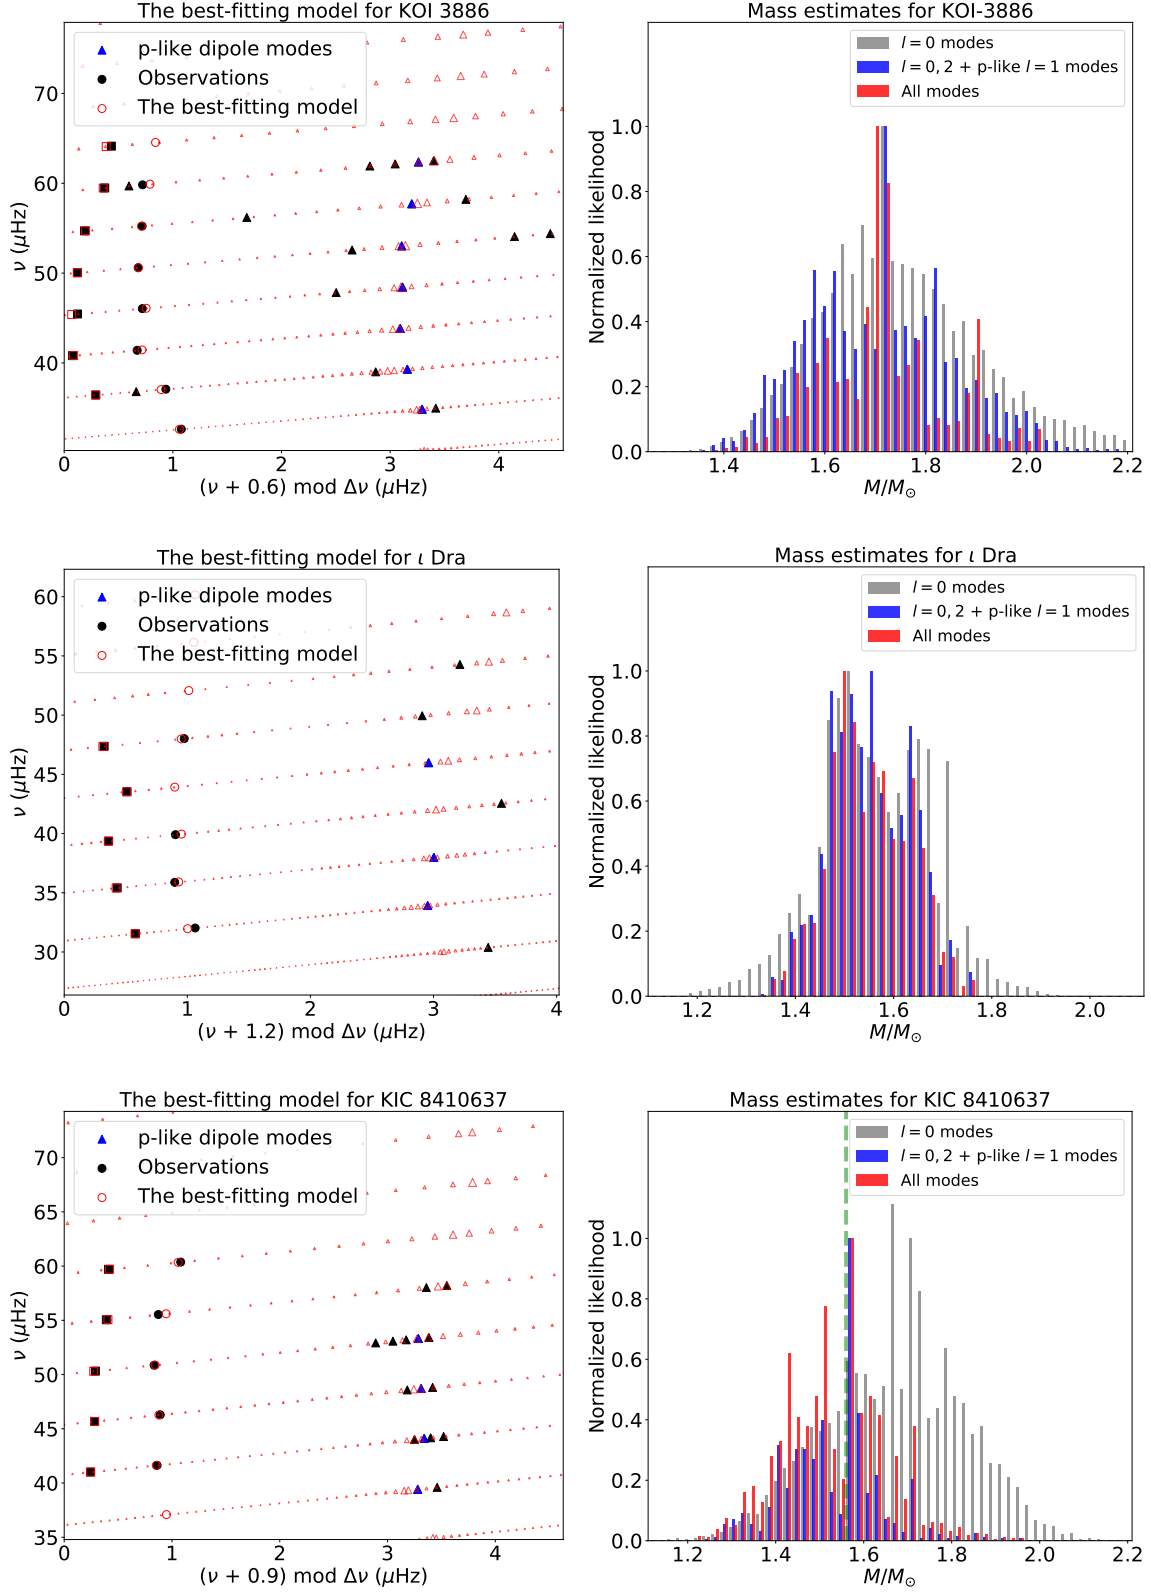 The best-fitting model for KOI 3886
p-like dipole modes
Observations
The best-fitting model
70
60
50
40
0
1
2
3
4
ν (μHz)
(ν + 0.6) mod Δν (μHz)
Mass estimates for KOI-3886
l = 0 modes
l = 0, 2 + p-like l = 1 modes
All modes
1.0
0.8
0.6
0.4
0.2
0.0
1.4
1.6
1.8
2.0
2.2
Normalized likelihood
M/M⊙
The best-fitting model for ι Dra
p-like dipole modes
Observations
The best-fitting model
60
55
50
45
40
35
30
0
1
2
3
4
ν (μHz)
(ν + 1.2) mod Δν (μHz)
Mass estimates for ι Dra
l = 0 modes
l = 0, 2 + p-like l = 1 modes
All modes
1.0
0.8
0.6
0.4
0.2
0.0
1.2
1.4
1.6
1.8
2.0
Normalized likelihood
M/M⊙
The best-fitting model for KIC 8410637
p-like dipole modes
Observations
The best-fitting model
70
65
60
55
50
45
40
35
0
1
2
3
4
ν (μHz)
(ν + 0.9) mod Δν (μHz)
Mass estimates for KIC 8410637
l = 0 modes
l = 0, 2 + p-like l = 1 modes
All modes
1.0
0.8
0.6
0.4
0.2
0.0
1.2
1.4
1.6
1.8
2.0
2.2
Normalized likelihood
M/M⊙